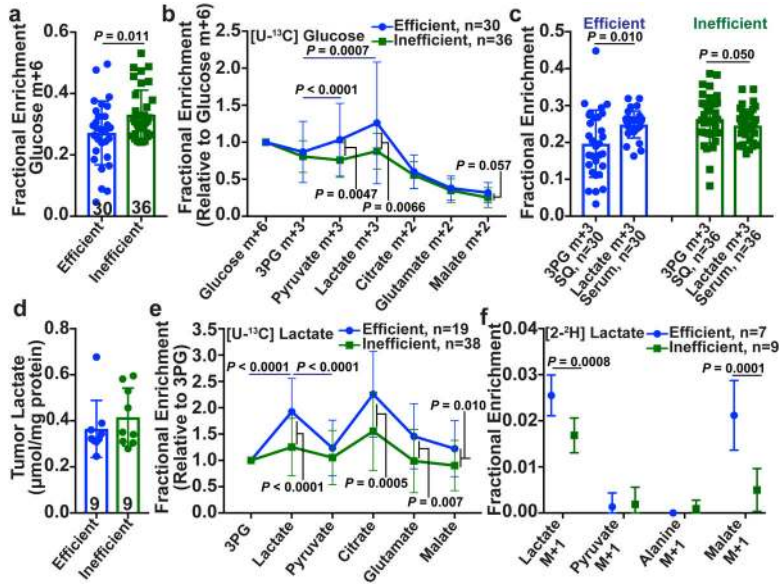 a
P = 0.011
Fractional Enrichment
Glucose m+6
0.6
0.4
0.2
0.0
30
36
Efficient
Inefficient
b
[U-¹³C] Glucose
Efficient, n=30
Inefficient, n=36
P = 0.0007
P < 0.0001
P = 0.0047
P = 0.0066
P = 0.057
Fractional Enrichment
(Relative to Glucose m+6)
2.5
2.0
1.5
1.0
0.5
0.0
Glucose m+6
3PG m+3
Pyruvate m+3
Lactate m+3
Citrate m+2
Glutamate m+2
Malate m+2
c
Efficient
Inefficient
P = 0.010
P = 0.050
Fractional Enrichment
0.5
0.4
0.3
0.2
0.1
0.0
3PG m+3
SQ, n=30
Lactate m+3
Serum, n=30
3PG m+3
SQ, n=36
Lactate m+3
Serum, n=36
d
Tumor Lactate
(μmol/mg protein)
0.8
0.6
0.4
0.2
0.0
9
9
Efficient
Inefficient
e
[U-¹³C] Lactate
Efficient, n=19
Inefficient, n=38
P < 0.0001
P < 0.0001
P = 0.010
P < 0.0001
P = 0.0005
P = 0.007
Fractional Enrichment
(Relative to 3PG)
3.5
3.0
2.5
2.0
1.5
1.0
0.5
0.0
3PG
Lactate
Pyruvate
Citrate
Glutamate
Malate
f
[2-²H] Lactate
Efficient, n=7
Inefficient, n=9
P = 0.0008
P = 0.0001
Fractional Enrichment
0.04
0.03
0.02
0.01
0.00
Lactate
M+1
Pyruvate
M+1
Alanine
M+1
Malate
M+1